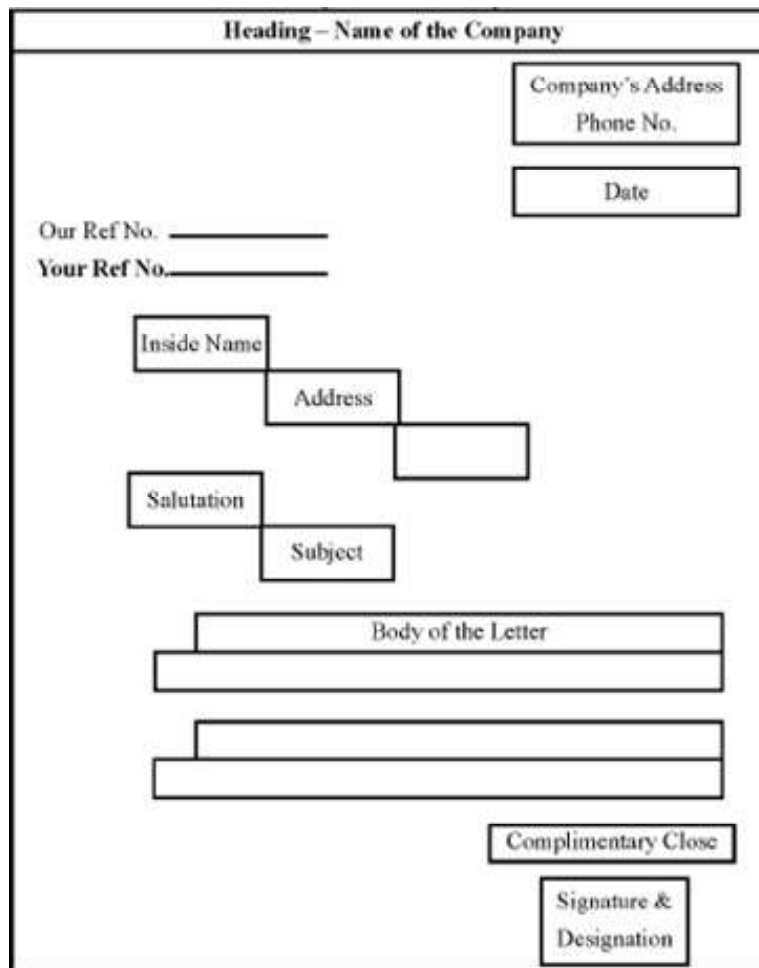 Heading – Name of the Company
Company's Address
Phone No.
Date
Our Ref No.
Your Ref No.
Inside Name
Address
Salutation
Subject
Body of the Letter
Complimentary Close
Signature &
Designation